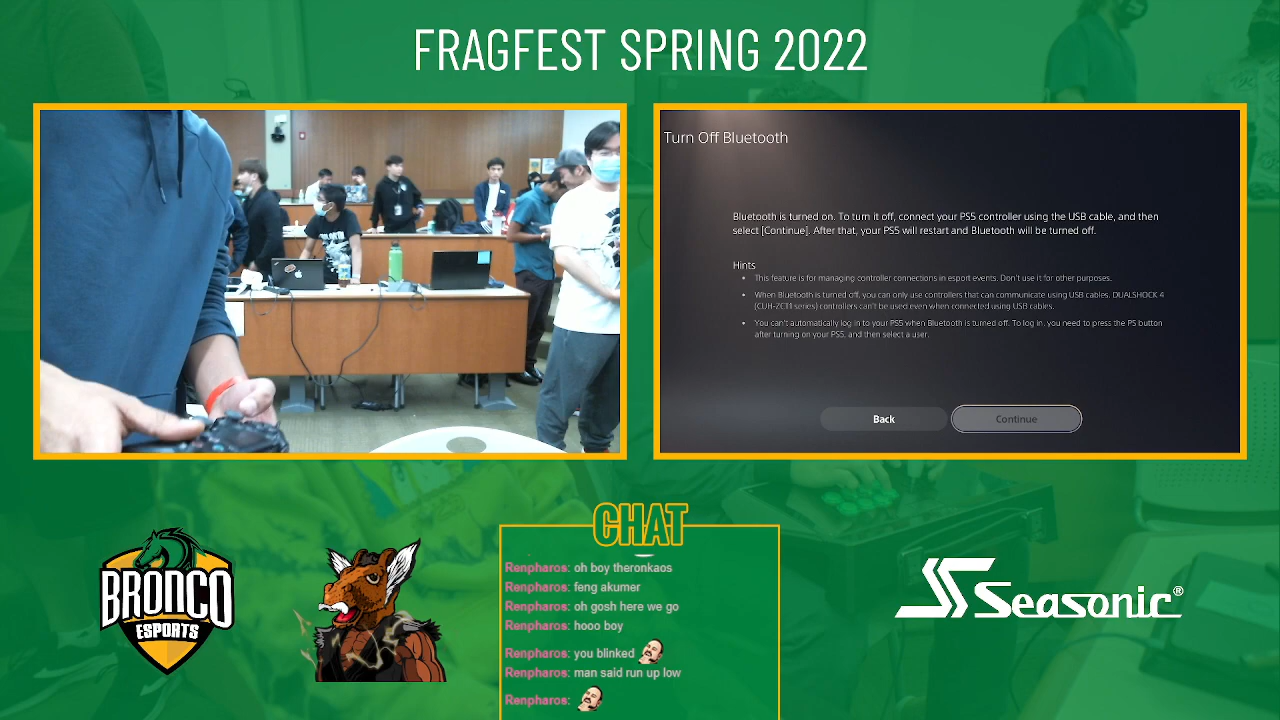 FRAGFEST SPRING 2022
Turn Off Bluetooth
Bluetooth is turned on. To turn it off, connect your PS5 controller using the USB cable, and then
select [Continue]. After that, your PS5 will restart and Bluetooth will be turned off.
Hints
• This feature is for managing controller connections in esport events. Don't use it for other purposes.
• When Bluetooth is turned off, you can only use controllers that can communicate using USB cables. DUALSHOCK 4
(CUH-ZCT1 series) controllers can't be used even when connected using USB cables.
• You can't automatically log in to your PS5 when Bluetooth is turned off. To log in, you need to press the PS button
after turning on your PS5, and then select a user.
Back
Continue
CHAT
Renpharos: oh boy theronkaos
Renpharos: feng akumer
Renpharos: oh gosh here we go
Renpharos: hooo boy
Renpharos: you blinked
Renpharos: man said run up low
Renpharos:
BRONCO
ESPORTS
Seasonic®